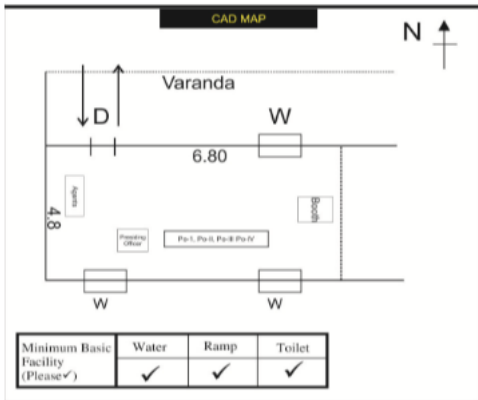 CAD MAP
N
Varanda
D
W
6.80
Agents
4.8
Booth
Presiding
Officer
Po-I, Po-II, Po-III Po-IV
W
W
Minimum Basic
Facility
(Please✓)
Water
Ramp
Toilet
✓
✓
✓